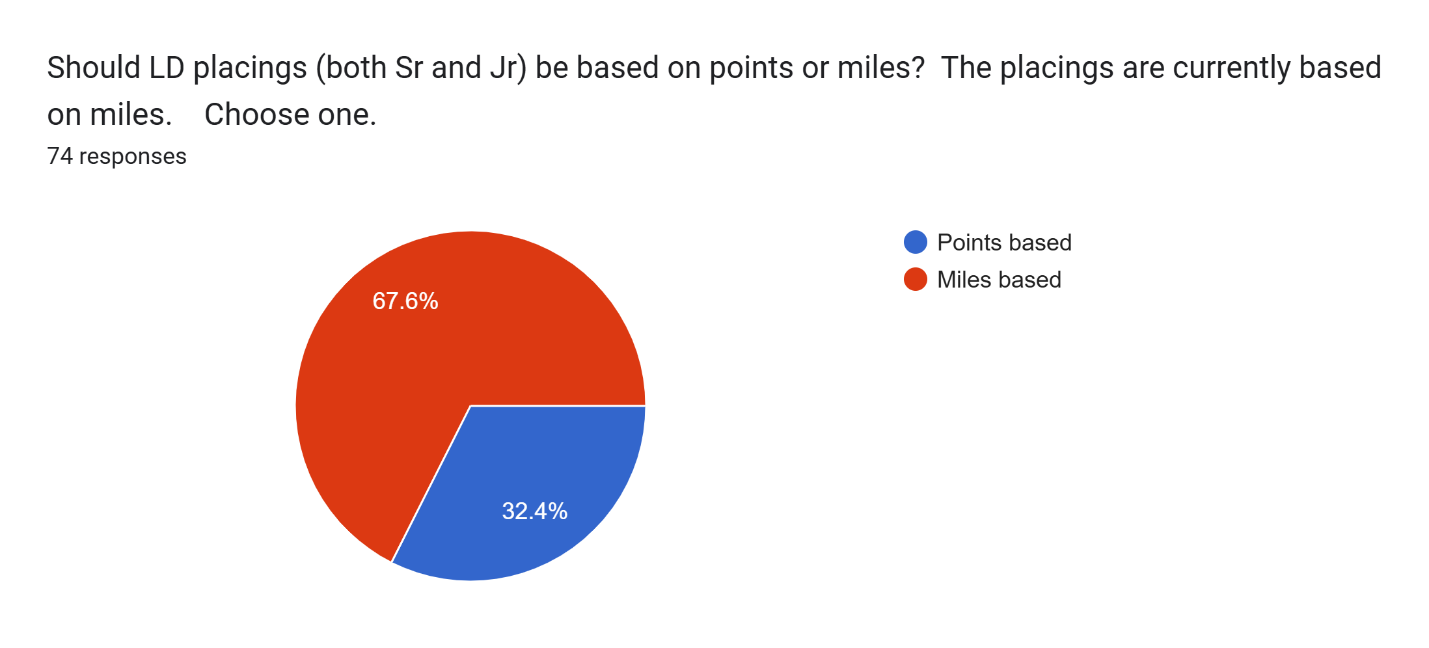 Should LD placings (both Sr and Jr) be based on points or miles?  The placings are currently based
on miles.    Choose one.
74 responses
Points based
Miles based
67.6%
32.4%